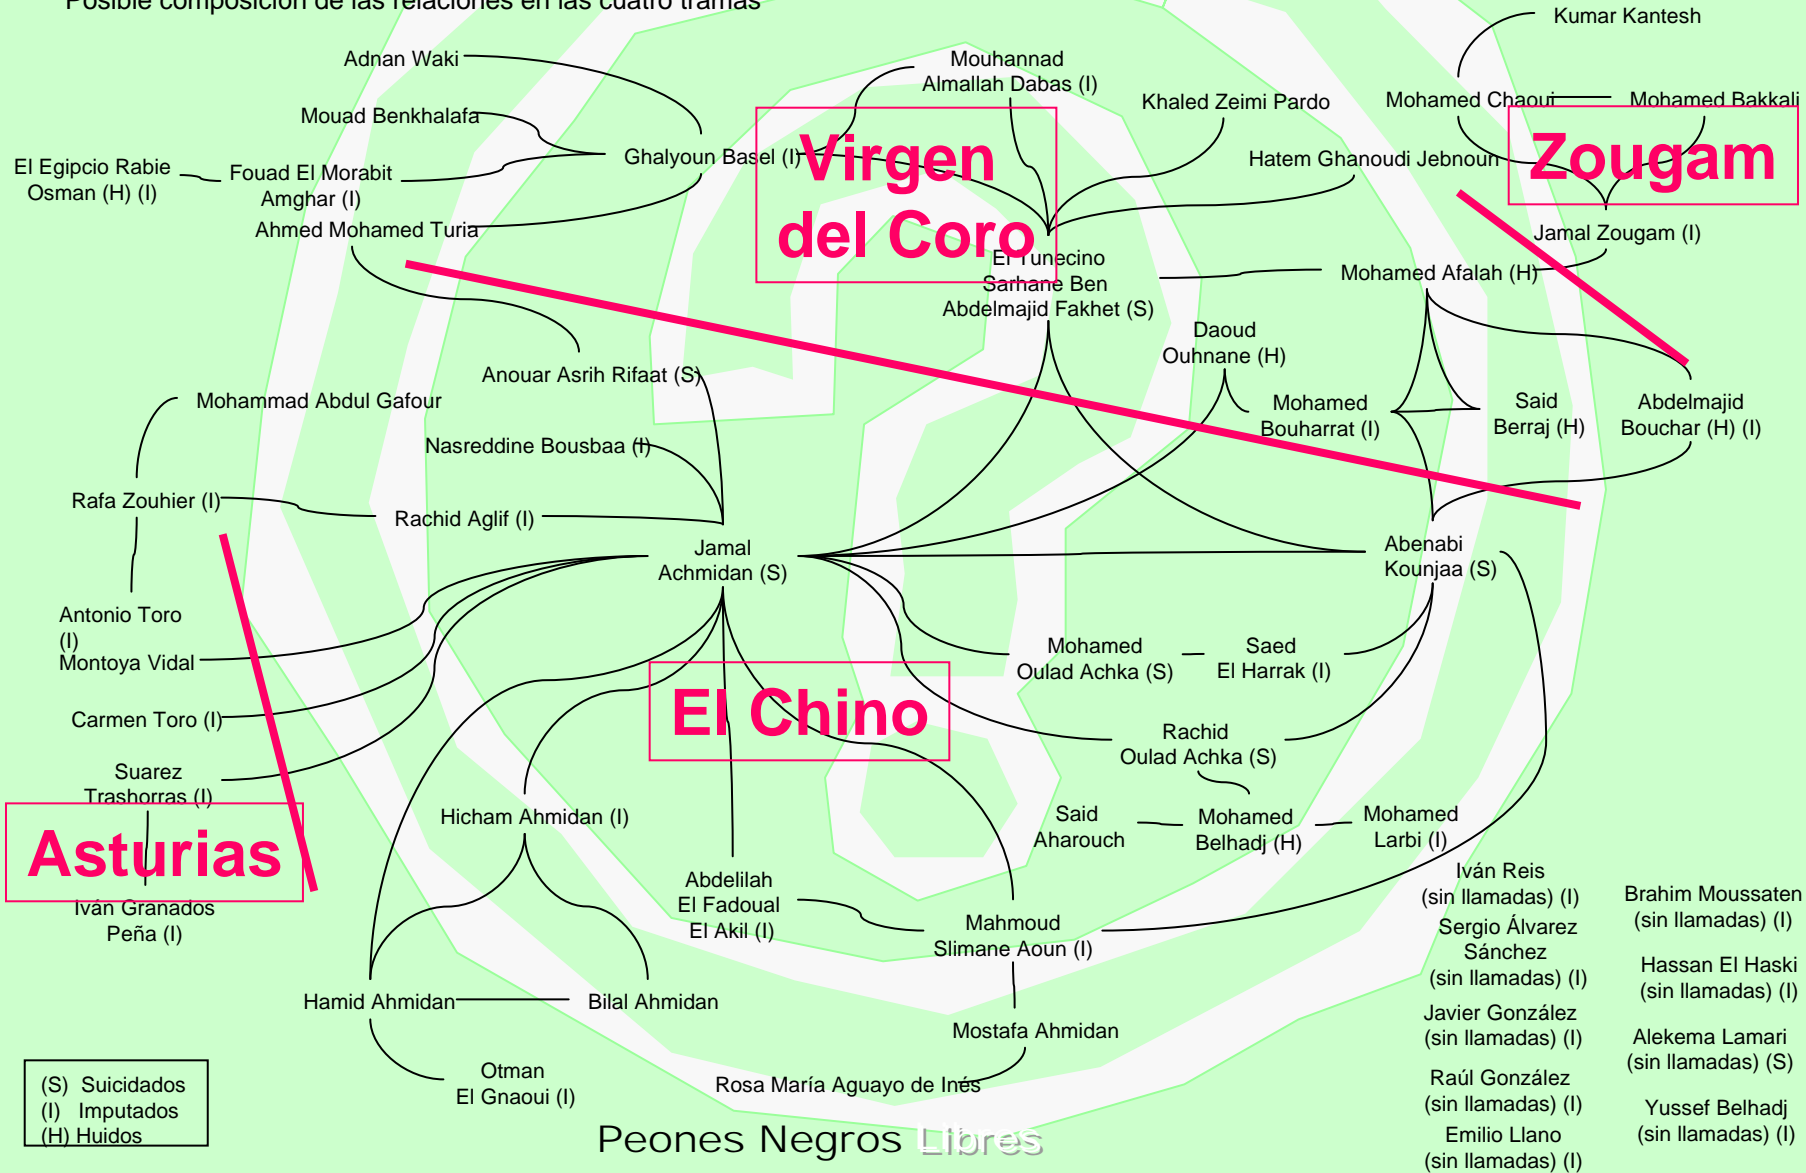 Posible composición de las relaciones en las cuatro tramas
Kumar Kantesh
Adnan Waki
Mouhannad
Almallah Dabas (I)
Khaled Zeimi Pardo
Mohamed Chaoui
Mohamed Bakkali
Mouad Benkhalafa
Virgen
del Coro
Zougam
Ghalyoun Basel (I)
Hatem Ghanoudi Jebnoun
El Egipcio Rabie
Osman (H) (I)
Fouad El Morabit
Amghar (I)
Ahmed Mohamed Turia
Jamal Zougam (I)
El Tunecino
Sarhane Ben
Abdelmajid Fakhet (S)
Mohamed Afalah (H)
Daoud
Ouhnane (H)
Anouar Asrih Rifaat (S)
Mohammad Abdul Gafour
Mohamed
Bouharrat (I)
Said
Berraj (H)
Abdelmajid
Bouchar (H) (I)
Nasreddine Bousbaa (I)
Rafa Zouhier (I)
Rachid Aglif (I)
Jamal
Achmidan (S)
Abenabi
Kounjaa (S)
Antonio Toro
(I)
Montoya Vidal
Mohamed
Oulad Achka (S)
Saed
El Harrak (I)
El Chino
Carmen Toro (I)
Rachid
Oulad Achka (S)
Suarez
Trashorras (I)
Asturias
Hicham Ahmidan (I)
Said
Aharouch
Mohamed
Belhadj (H)
Mohamed
Larbi (I)
Iván Granados
Peña (I)
Abdelilah
El Fadoual
El Akil (I)
Mahmoud
Slimane Aoun (I)
Iván Reis
(sin llamadas) (I)
Sergio Álvarez
Sánchez
(sin llamadas) (I)
Javier González
(sin llamadas) (I)
Raúl González
(sin llamadas) (I)
Emilio Llano
(sin llamadas) (I)
Brahim Moussaten
(sin llamadas) (I)
Hassan El Haski
(sin llamadas) (I)
Alekema Lamari
(sin llamadas) (S)
Yussef Belhadj
(sin llamadas) (I)
Hamid Ahmidan
Bilal Ahmidan
Mostafa Ahmidan
Otman
El Gnaoui (I)
Rosa María Aguayo de Inés
(S) Suicidados
(I) Imputados
(H) Huidos
Peones Negros Libres